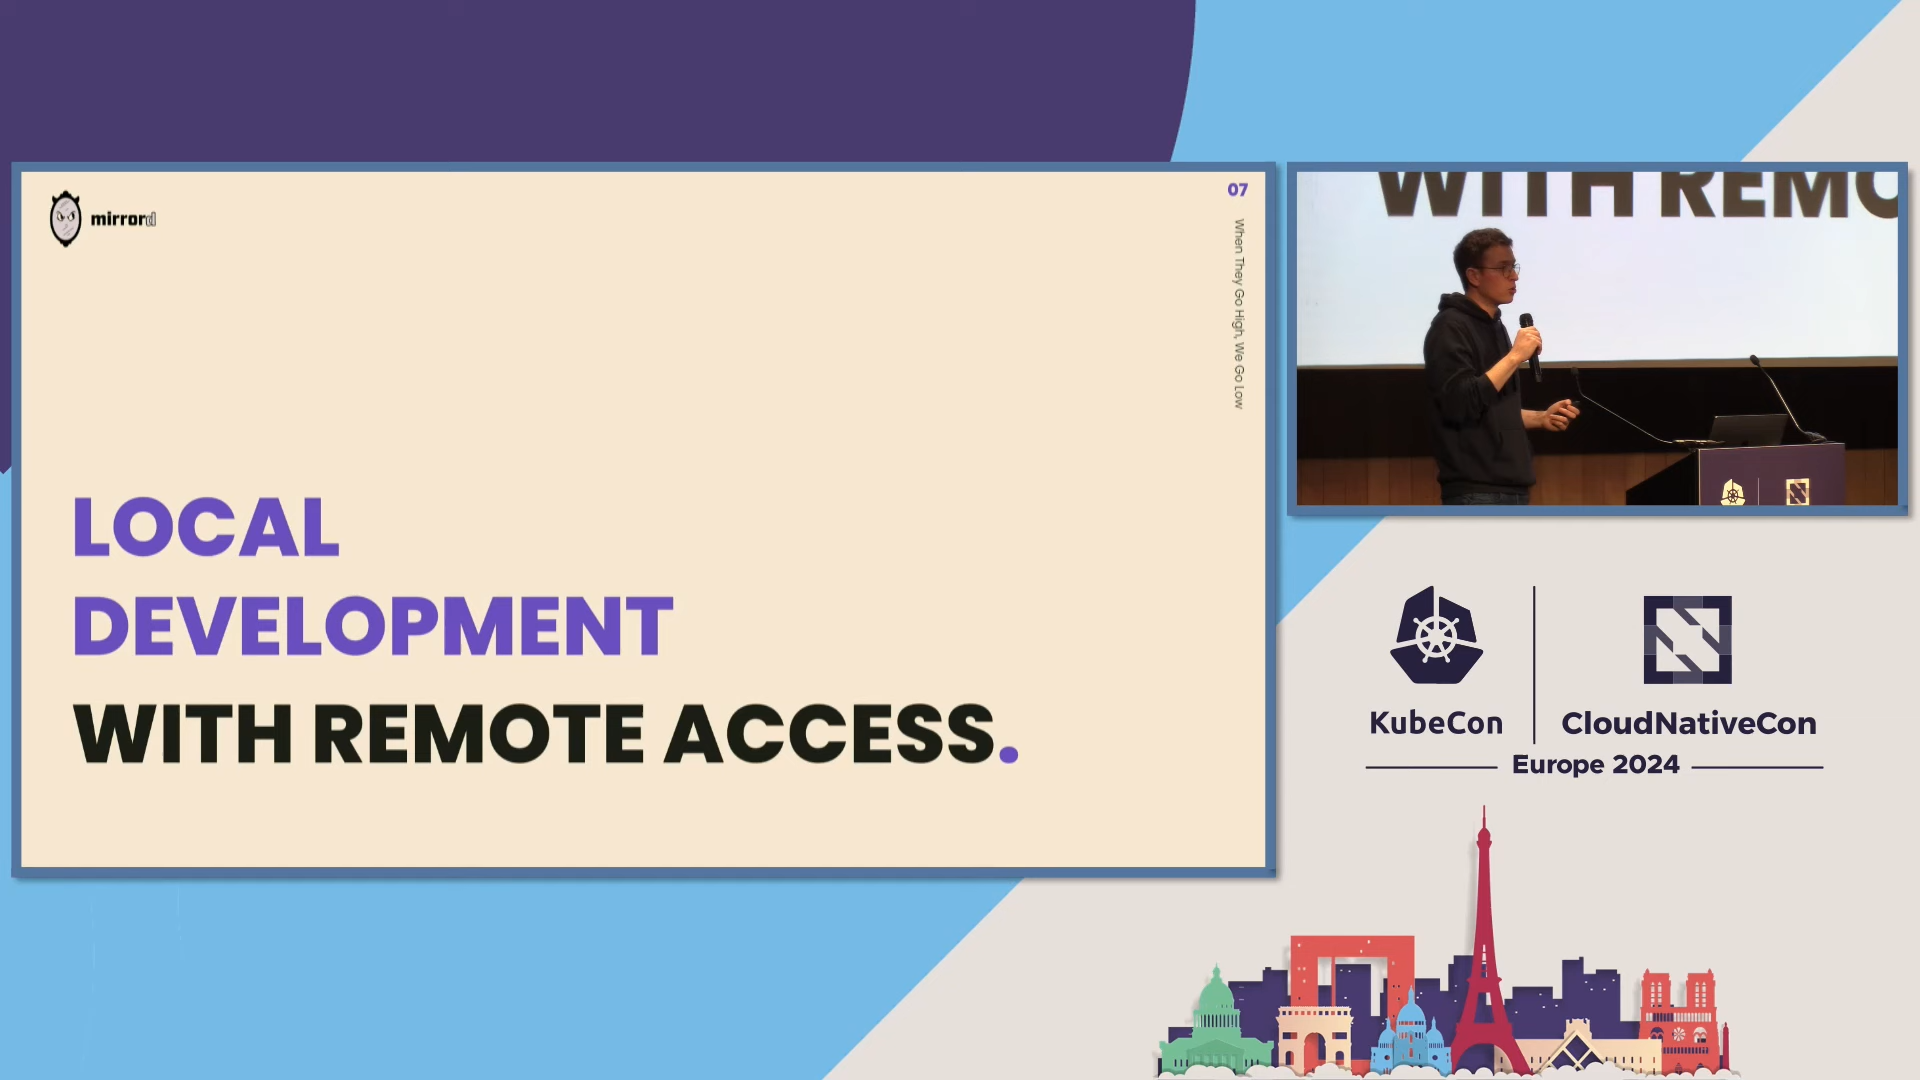 mirrord
07
When They Go High, We Go Low
LOCAL
DEVELOPMENT
WITH REMOTE ACCESS.
WITH REMO
KubeCon
CloudNativeCon
Europe 2024